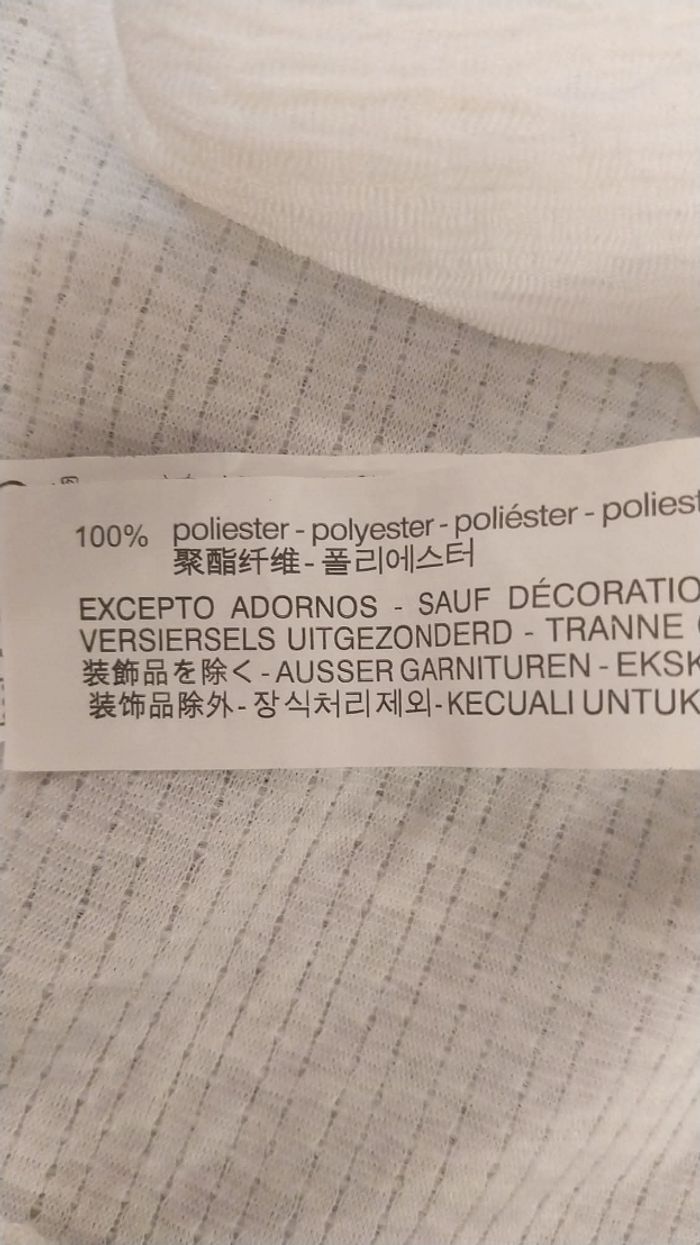 100% poliester - polyester - poliéster - poliest
聚酯纤维 - 폴리에스터
EXCEPTO ADORNOS - SAUF DÉCORATIO
VERSIERSELS UITGEZONDERD - TRANNE
装飾品を除く - AUSSER GARNITUREN - EKSK
装饰品除外 - 장식처리제외 - KECUALI UNTUK